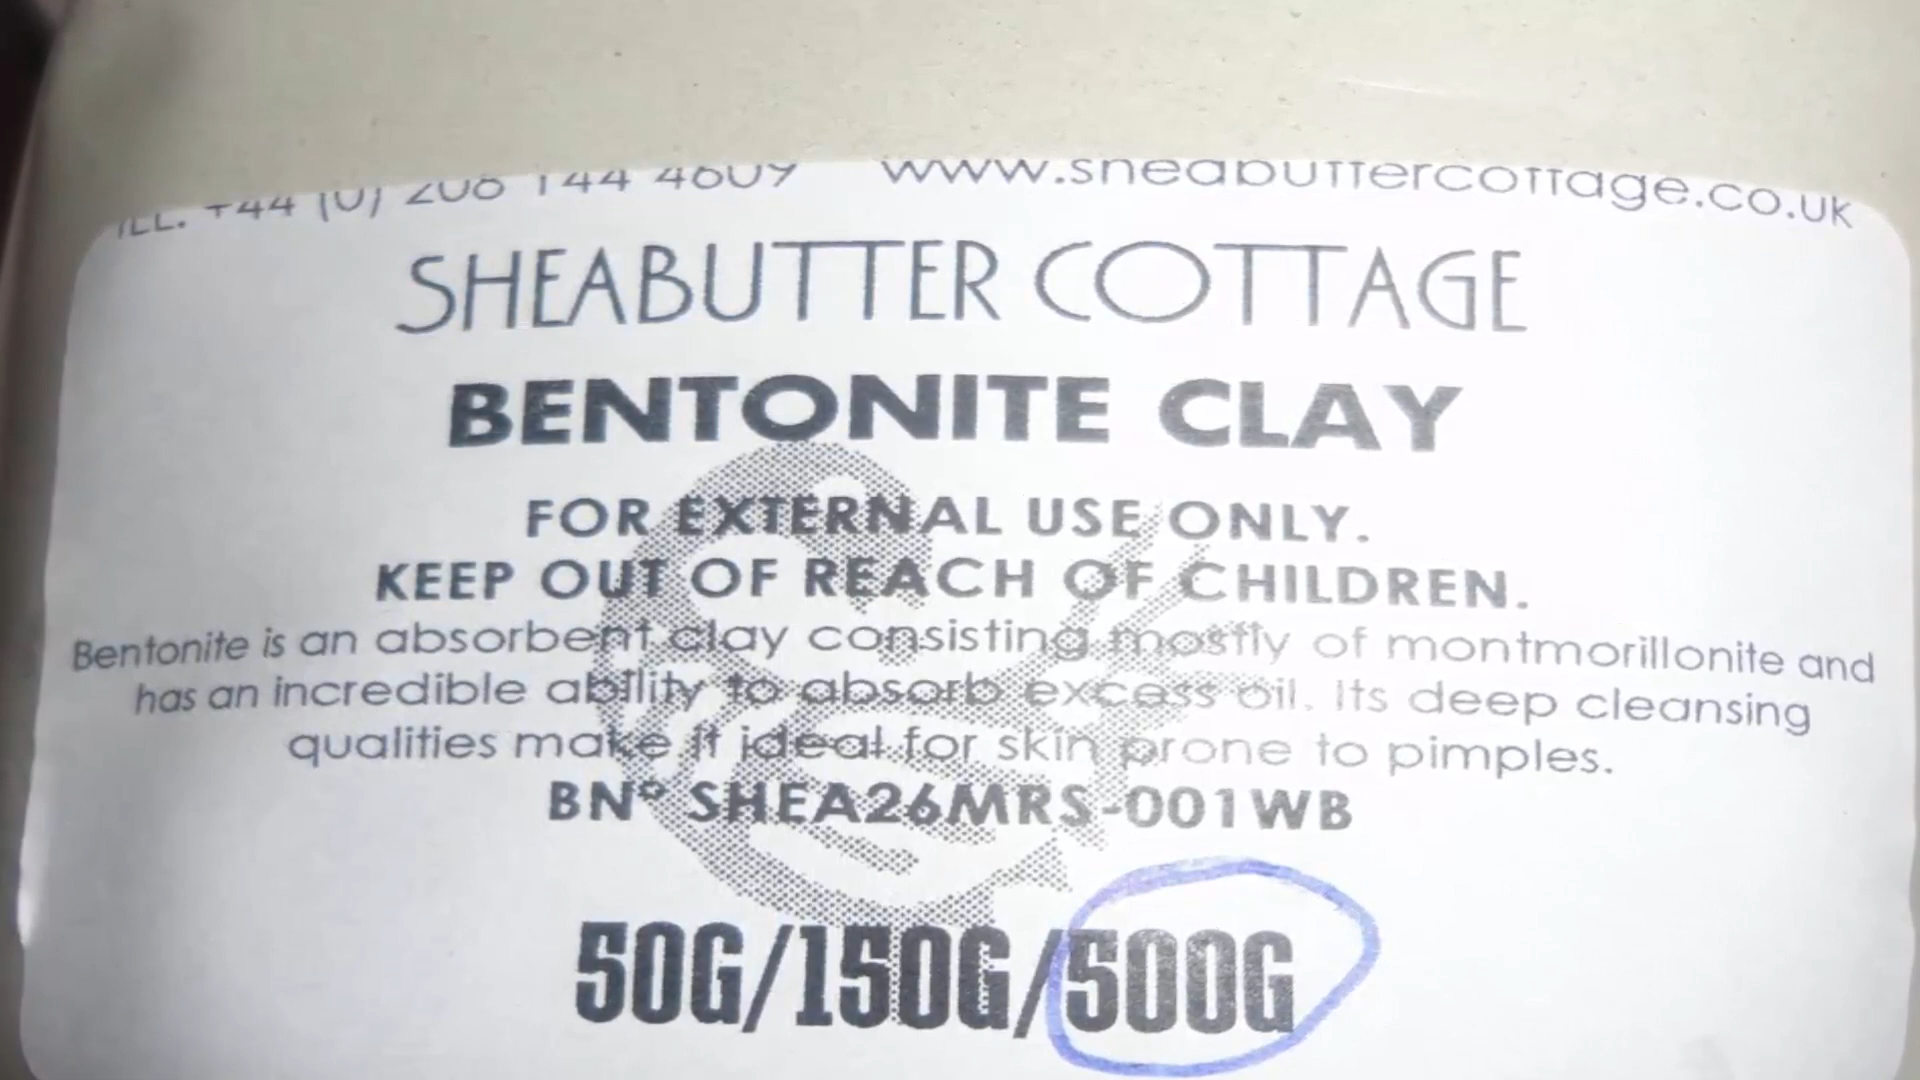 www.sheabuttercottage.co.uk
SHEABUTTER COTTAGE
BENTONITE CLAY
FOR EXTERNAL USE ONLY.
KEEP OUT OF REACH OF CHILDREN.
Bentonite is an absorbent clay consisting mostly of montmorillonite and
has an incredible ability to absorb excess oil. Its deep cleansing
qualities make it ideal for skin prone to pimples.
BNº SHEA26MRS-001WB
50G/150G/500G